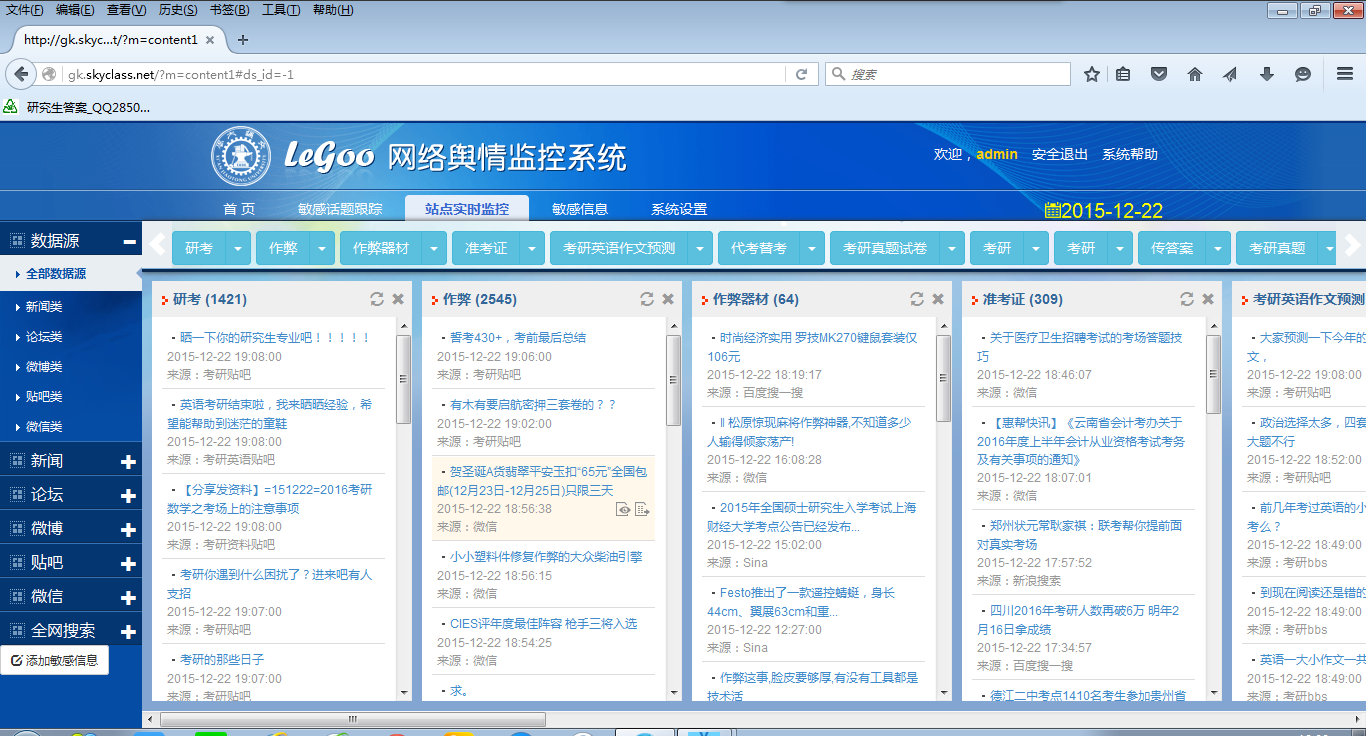 文件(F) 编辑(E) 查看(V) 历史(S) 书签(B) 工具(T) 帮助(H)
http://gk.skyc...t/?m=content1
gk.skyclass.net/?m=content1#ds_id=-1
搜索
研究生答案_QQ2850...
LeGoo 网络舆情监控系统
欢迎，admin 安全退出 系统帮助
首 页 敏感话题跟踪 站点实时监控 敏感信息 系统设置
2015-12-22
数据源
全部数据源
新闻类
论坛类
微博类
贴吧类
微信类
新闻
论坛
微博
贴吧
微信
全网搜索
添加敏感信息
研考 作弊 作弊器材 准考证 考研英语作文预测 代考替考 考研真题试卷 考研 考研 传答案 考研真题
研考 (1421)
晒一下你的研究生专业吧！！！！！
2015-12-22 19:08:00
来源：考研贴吧
英语考研结束啦，我来晒晒经验，希
望能帮助到迷茫的童鞋
2015-12-22 19:08:00
来源：考研英语贴吧
【分享发资料】=151222=2016考研
数学之考场上的注意事项
2015-12-22 19:08:00
来源：考研资料贴吧
考研你遇到什么困扰了？进来吧有人
支招
2015-12-22 19:07:00
来源：考研贴吧
考研的那些日子
2015-12-22 19:07:00
来源：考研贴吧
作弊 (2545)
誓考430+，考前最后总结
2015-12-22 19:06:00
来源：考研贴吧
有木有要启航密押三套卷的？？
2015-12-22 19:02:00
来源：考研贴吧
贺圣诞A货翡翠平安玉扣“65元”全国包
邮(12月23日-12月25日)只限三天
2015-12-22 18:56:38
来源：微信
小小塑料件修复作弊的大众柴油引擎
2015-12-22 18:56:15
来源：微信
CIES评年度最佳阵容 枪手三将入选
2015-12-22 18:54:25
来源：微信
求。
作弊器材 (64)
时尚经济实用 罗技MK270键鼠套装仅
106元
2015-12-22 18:19:17
来源：百度搜一搜
‖松原惊现麻将作弊神器,不知道多少
人输得倾家荡产!
2015-12-22 16:08:28
来源：微信
2015年全国硕士研究生入学考试上海
财经大学考点公告已经发布...
2015-12-22 15:02:00
来源：Sina
Festo推出了一款遥控蜻蜓，身长
44cm、翼展63cm和重...
2015-12-22 12:27:00
来源：Sina
作弊这事,脸皮要够厚,有没有工具都是
技术活
准考证 (309)
关于医疗卫生招聘考试的考场答题技
巧
2015-12-22 18:46:07
来源：微信
【惠帮快讯】《云南省会计考办关于
2016年度上半年会计从业资格考试考务
及有关事项的通知》
2015-12-22 18:07:01
来源：微信
郑州状元常耿家祺：联考帮你提前面
对真实考场
2015-12-22 17:57:52
来源：新浪搜索
四川2016年考研人数再破6万 明年2
月16日拿成绩
2015-12-22 17:34:57
来源：百度搜一搜
德江二中考点1410名考生参加贵州省
考研英语作文预测
大家预测一下今年的
文，
2015-12-22 19:08:00
来源：考研贴吧
政治选择太多，四套
大题不行
2015-12-22 18:52:00
来源：考研贴吧
前几年考过英语的小
考么？
2015-12-22 18:49:00
来源：考研bbs
到现在阅读还是错的
2015-12-22 18:49:00
来源：考研bbs
英语一大小作文一共
2015-12-22 18:49:00